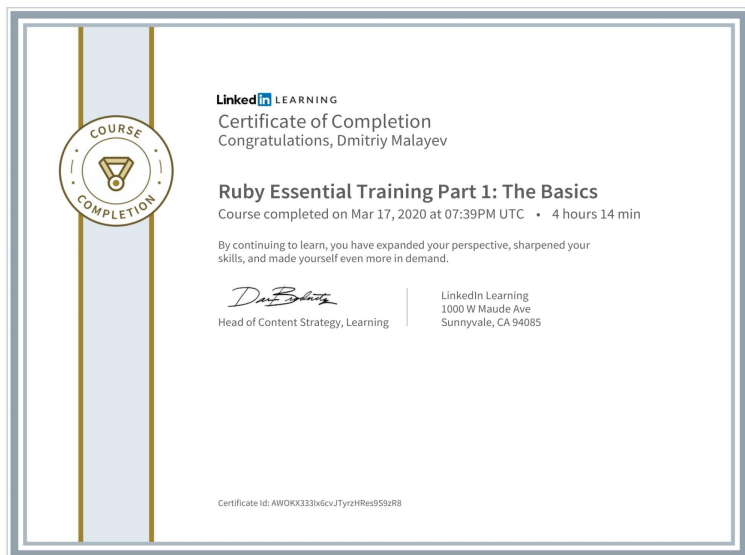 COURSE
COMPLETION
Linkedin LEARNING
Certificate of Completion
Congratulations, Dmitriy Malayev
Ruby Essential Training Part 1: The Basics
Course completed on Mar 17, 2020 at 07:39PM UTC • 4 hours 14 min
By continuing to learn, you have expanded your perspective, sharpened your
skills, and made yourself even more in demand.
Head of Content Strategy, Learning
LinkedIn Learning
1000 W Maude Ave
Sunnyvale, CA 94085
Certificate Id: AWOKX333Ix6cvJTyrzHRes9S9zR8